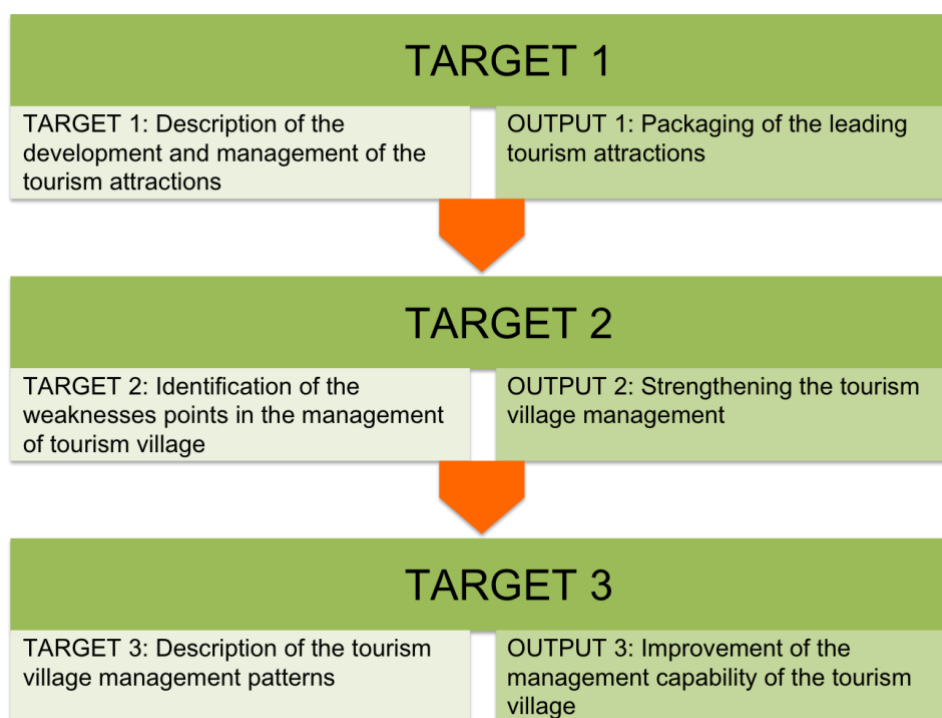 TARGET 1
TARGET 1: Description of the
development and management of the
tourism attractions
OUTPUT 1: Packaging of the leading
tourism attractions
TARGET 2
TARGET 2: Identification of the
weaknesses points in the management
of tourism village
OUTPUT 2: Strengthening the tourism
village management
TARGET 3
TARGET 3: Description of the tourism
village management patterns
OUTPUT 3: Improvement of the
management capability of the tourism
village